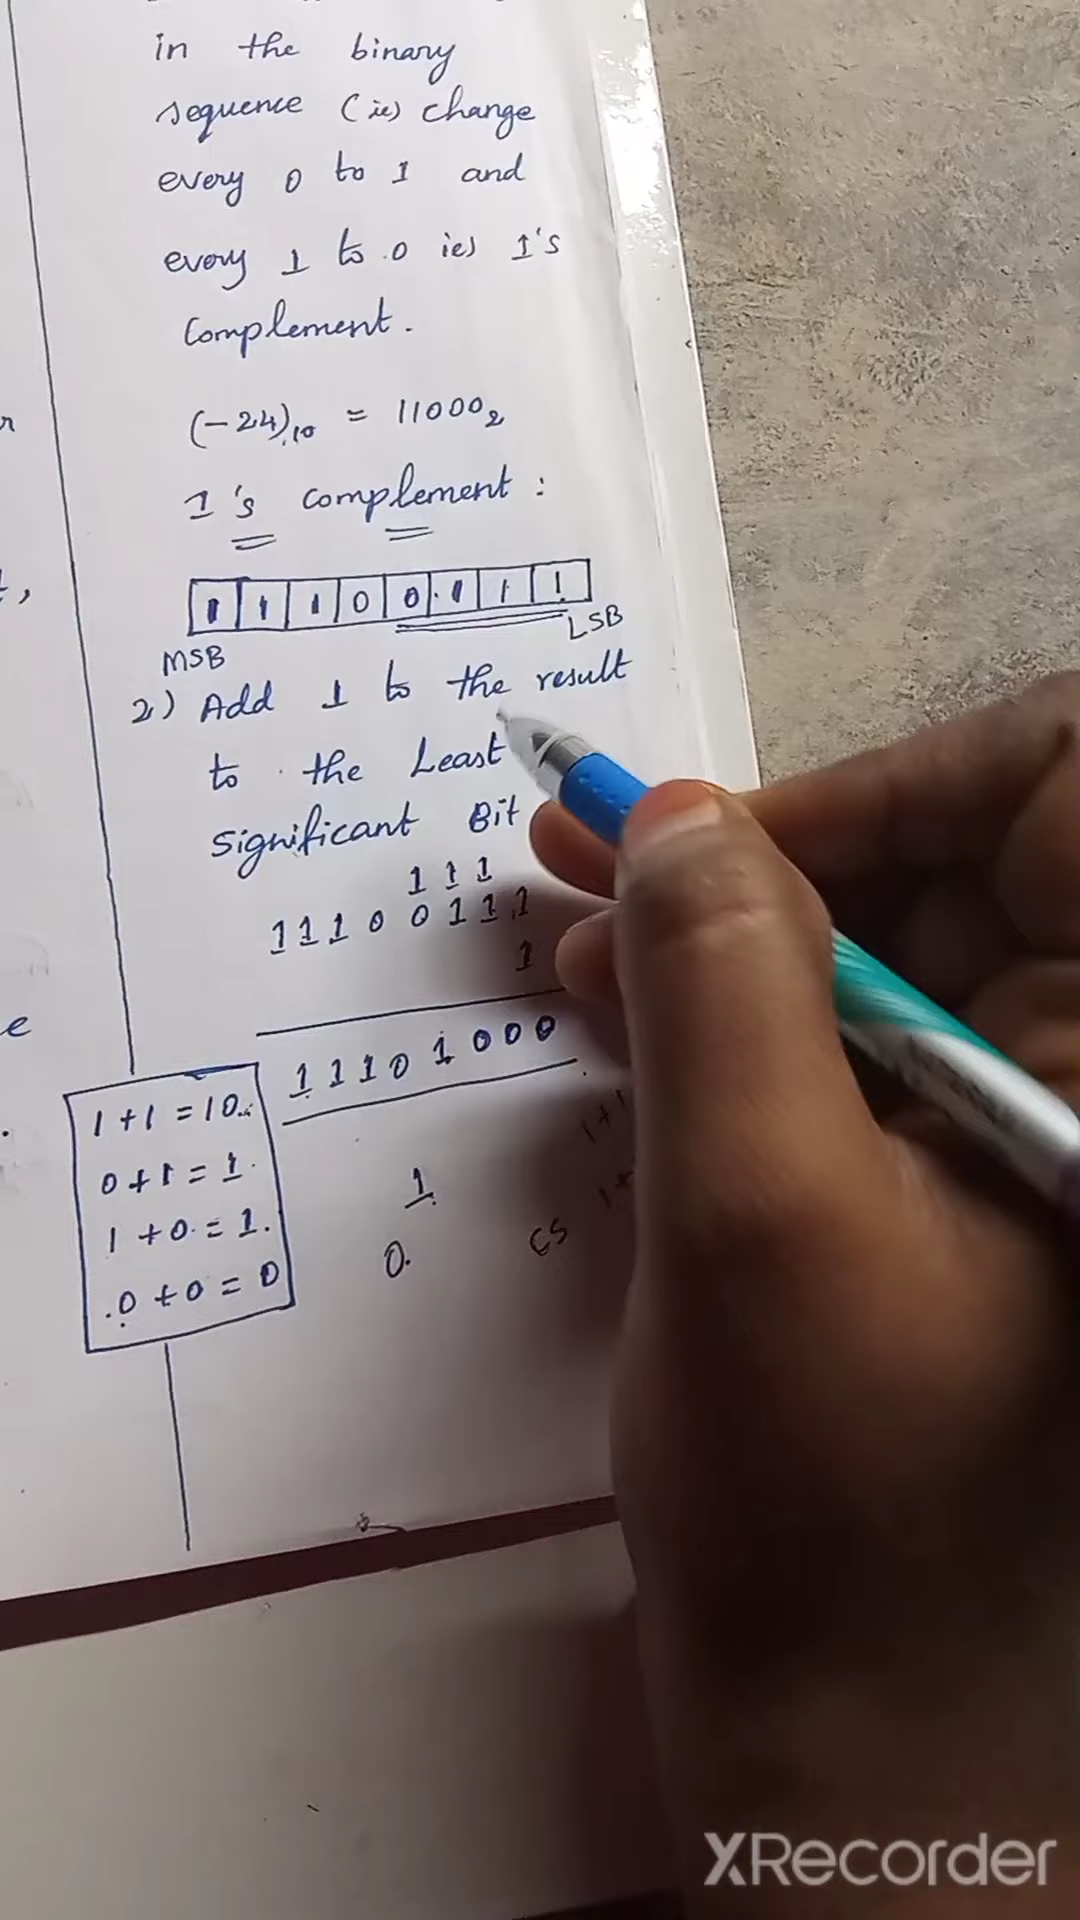 in the binary
sequence (ie) change
every 0 to 1 and
every 1 to 0 ie) 1's
complement.
(-24)10 = 11000₂
1's complement :
1 1 1 0 0 1 1 1
MSB LSB
2) Add 1 to the result
to the Least
significant Bit
1 1 1
1 1 1 0 0 1 1 1
1
1 1 1 0 1 0 0 0
1 + 1 = 10
0 + 1 = 1
1 + 0 = 1.
0 + 0 = 0
1
0.
CS
XRecorder